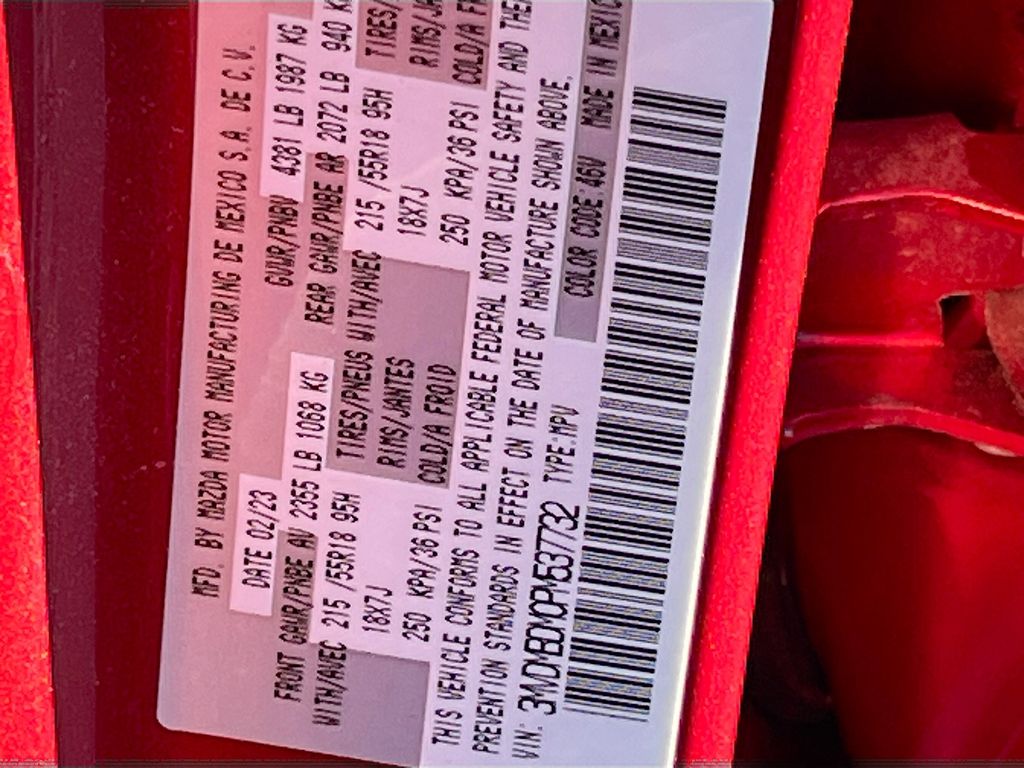 MFD. BY MAZDA MOTOR MANUFACTURING DE MEXICO S.A. DE C.V.
DATE 02/23 GVWR/PNBV 4381 LB 1987 KG
FRONT GAWR/PNBE AV 2355 LB 1068 KG REAR GAWR/PNBE AR 2072 LB 940
WITH/AVEC 215 /55R18 95H TIRES/PNEUS WITH/AVEC 215 /55R18 95H TIRES/
18X7J RIMS/JANTES 18X7J
250 KPA/36 PSI COLD/A FROID 250 KPA/36 PSI COLD/A
THIS VEHICLE CONFORMS TO ALL APPLICABLE FEDERAL MOTOR VEHICLE SAFETY AND
PREVENTION STANDARDS IN EFFECT ON THE DATE OF MANUFACTURE SHOWN ABOVE.
VIN: 3MVDMBDM0PM537732 TYPE:MPV COLOR CODE:46V MADE IN MEXICO